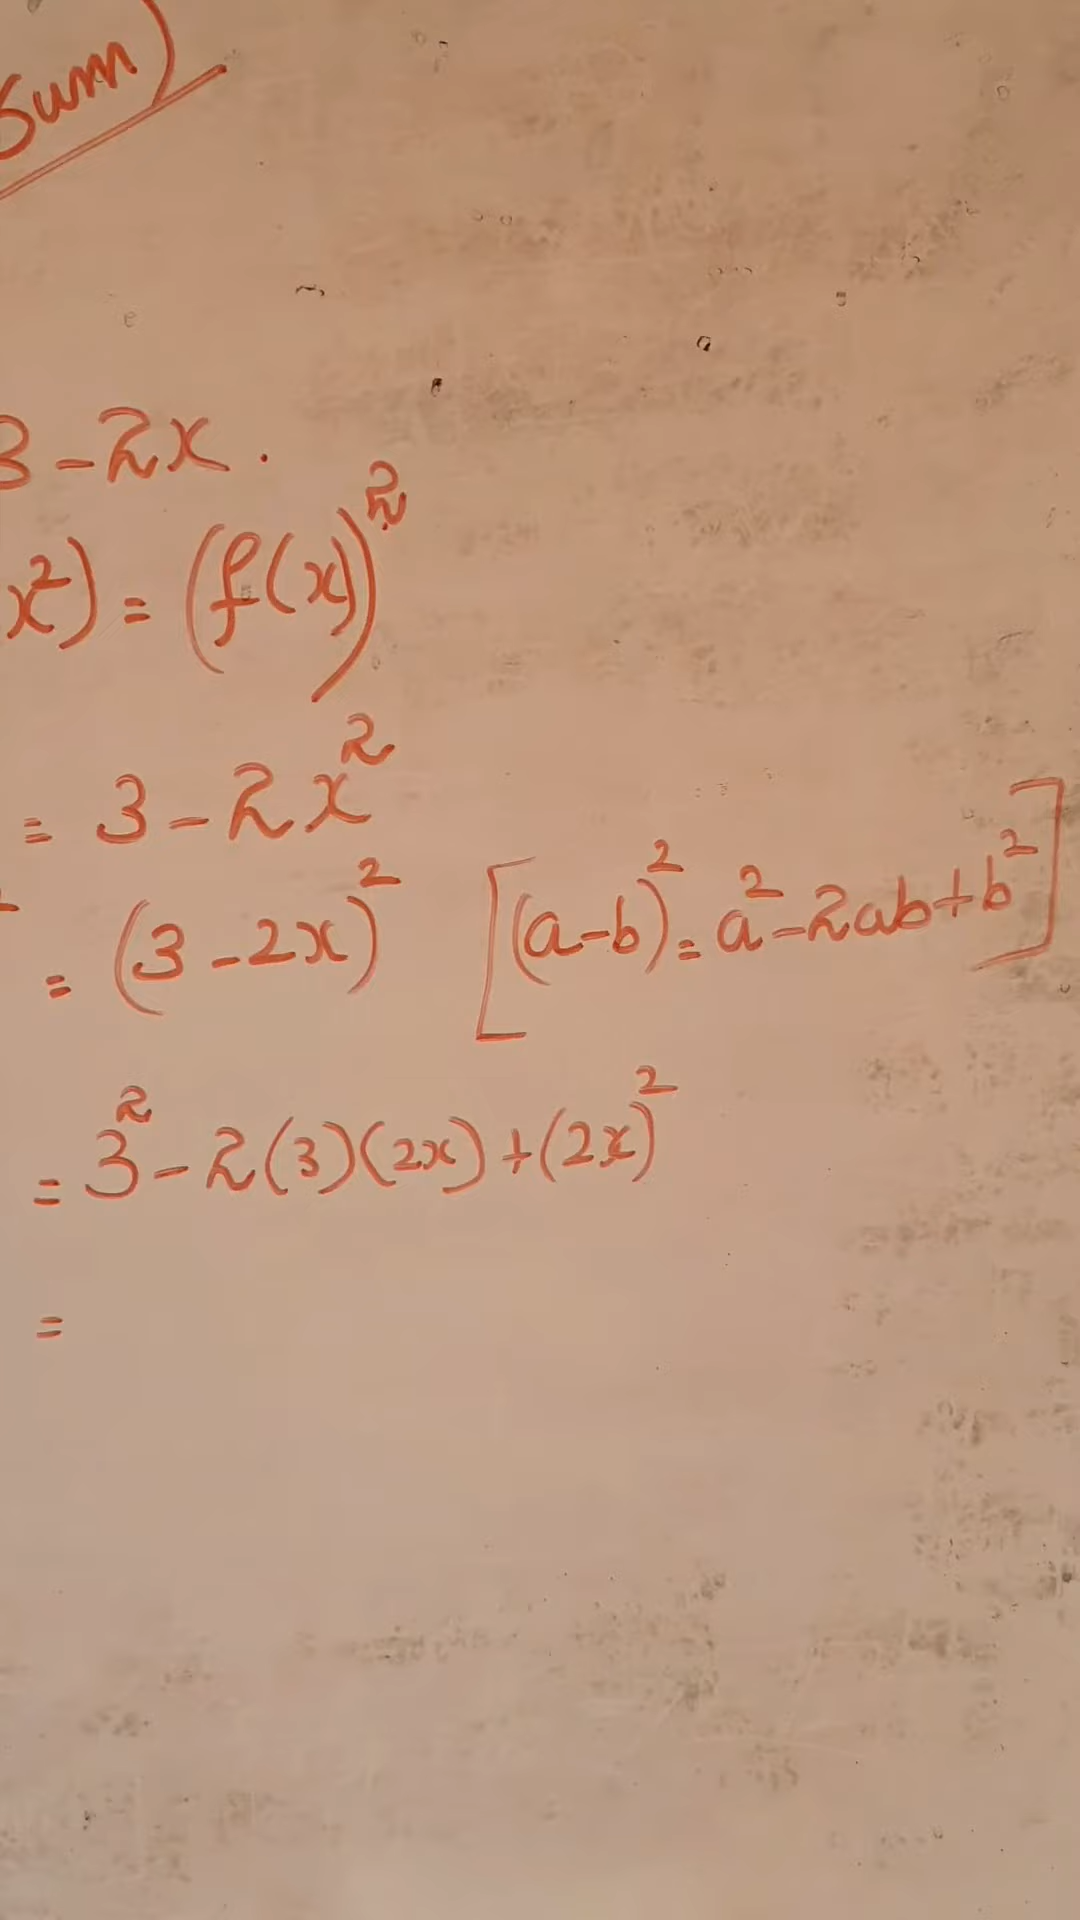 Sum)
3 - 2x.
x²) = (f(x))²
= 3 - 2x²
= (3 - 2x)² [(a-b)² = a² - 2ab + b²]
= 3² - 2(3)(2x) + (2x)²
=